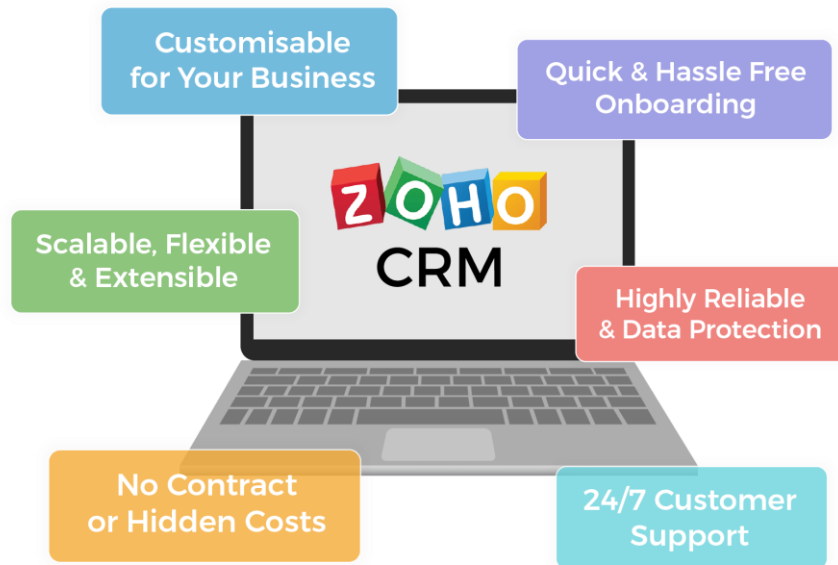 Customisable
for Your Business
Quick & Hassle Free
Onboarding
ZOHO
CRM
Scalable, Flexible
& Extensible
Highly Reliable
& Data Protection
No Contract
or Hidden Costs
24/7 Customer
Support